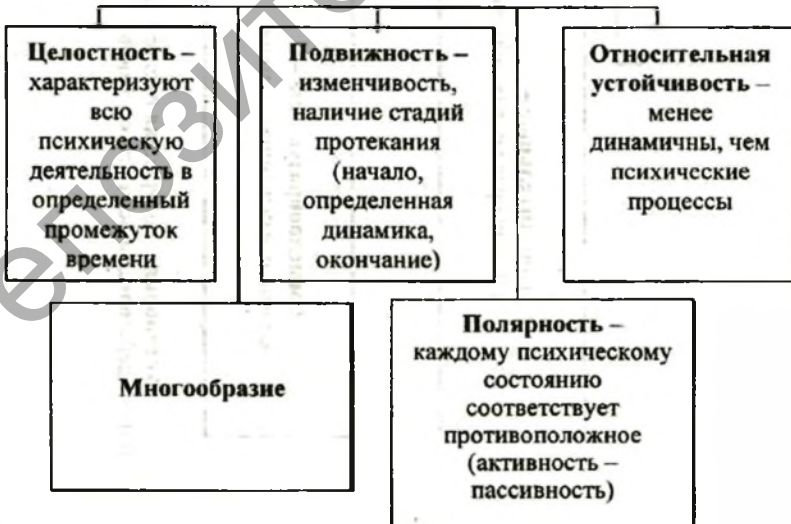 Целостность –
характеризуют
всю
психическую
деятельность в
определенный
промежуток
времени
Подвижность –
изменчивость,
наличие стадий
протекания
(начало,
определенная
динамика,
окончание)
Относительная
устойчивость –
менее
динамичны, чем
психические
процессы
Многообразие
Полярность –
каждому психическому
состоянию
соответствует
противоположное
(активность –
пассивность)